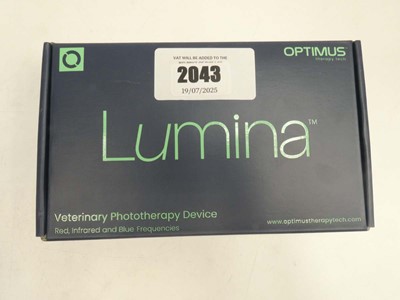 VAT WILL BE ADDED TO THE
2043
19/07/2025
OPTIMUS
therapy tech
Lumina™
Veterinary Phototherapy Device
Red, Infrared and Blue Frequencies
www.optimustherapytech.com